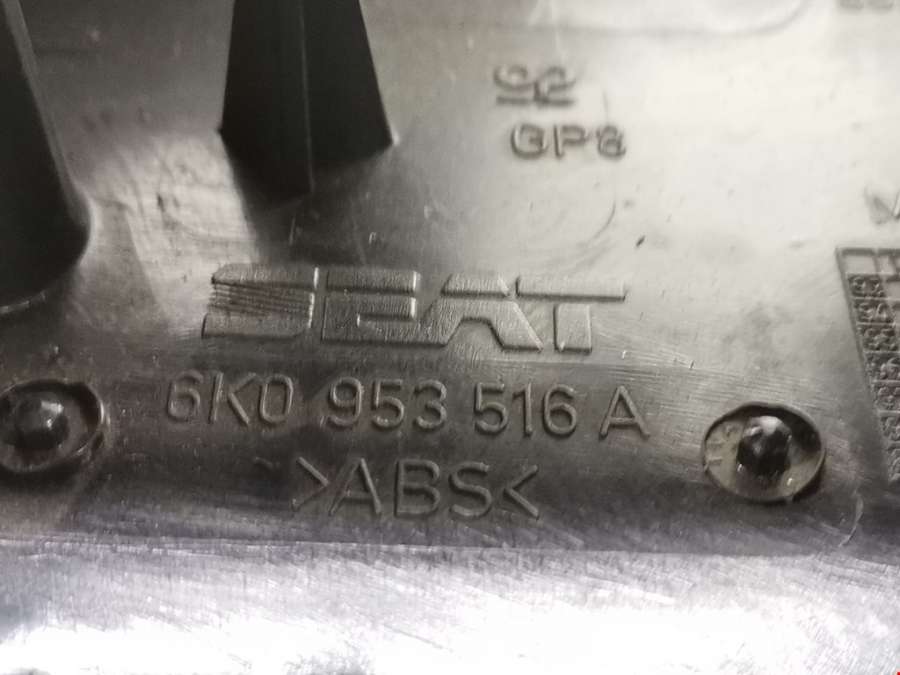 GP8
SEAT
6K0 953 516 A
>ABS<